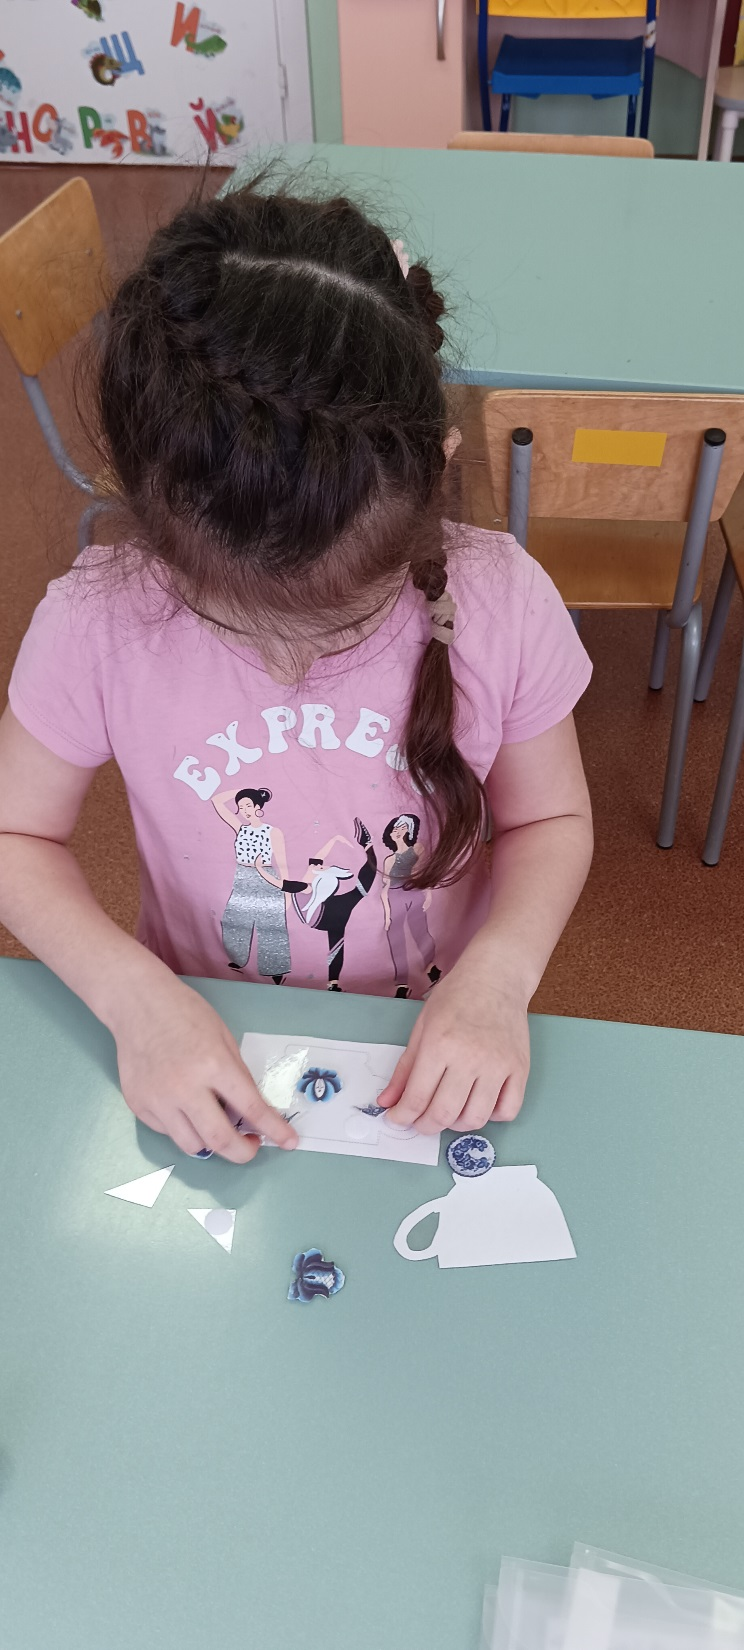 И
Щ
Н О Р В Й
EXPRES